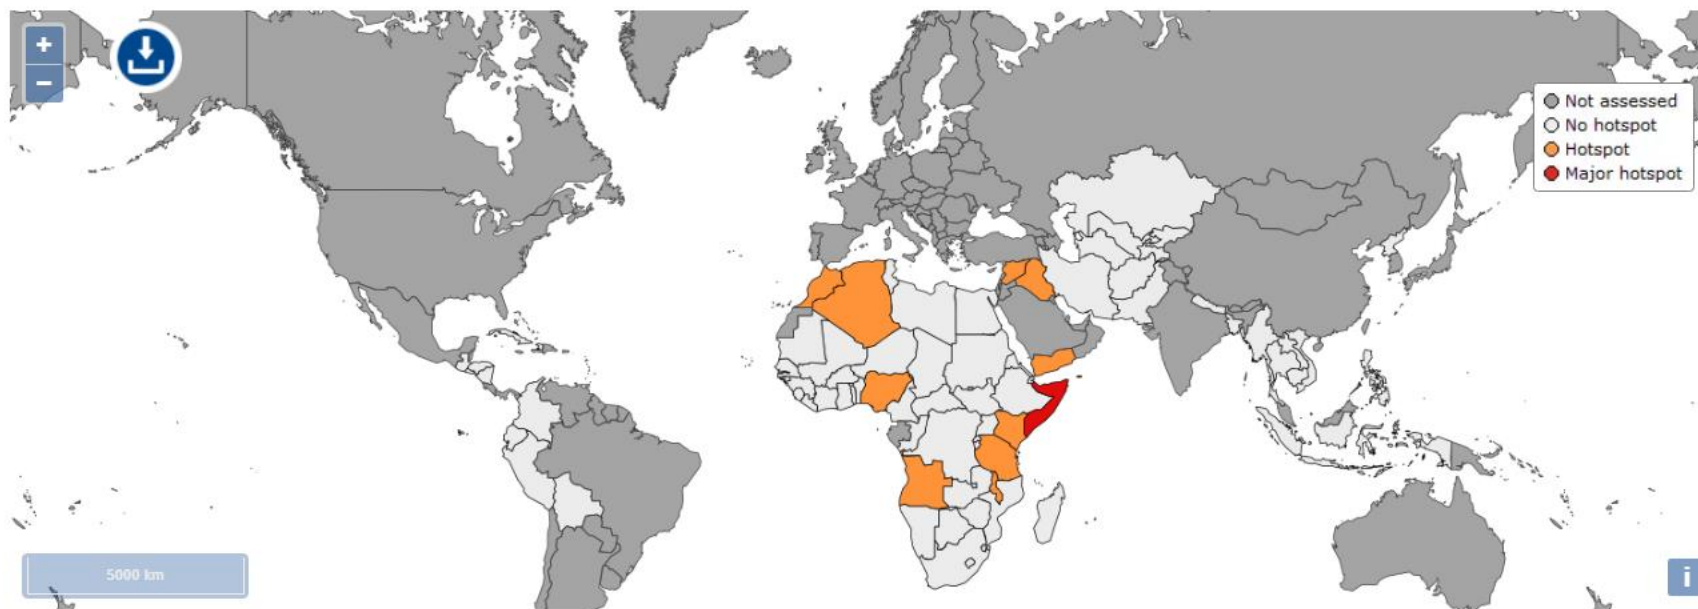 +
−
Not assessed
No hotspot
Hotspot
Major hotspot
5000 km
i